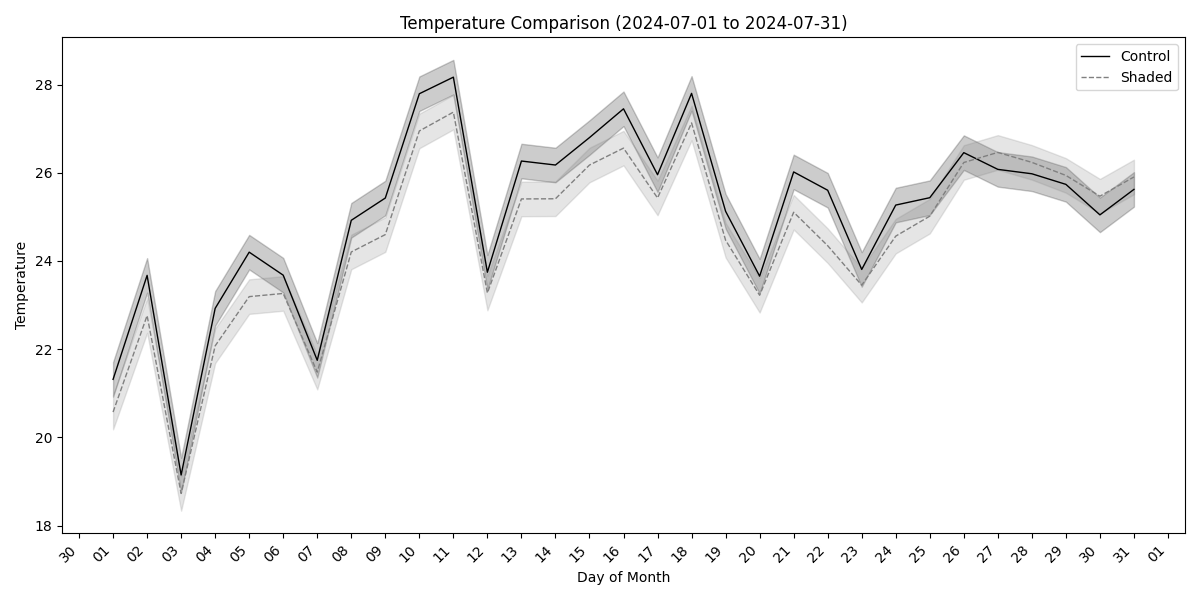 Temperature Comparison (2024-07-01 to 2024-07-31)
Control
Shaded
28
26
24
22
20
18
Temperature
30 01 02 03 04 05 06 07 08 09 10 11 12 13 14 15 16 17 18 19 20 21 22 23 24 25 26 27 28 29 30 31 01
Day of Month